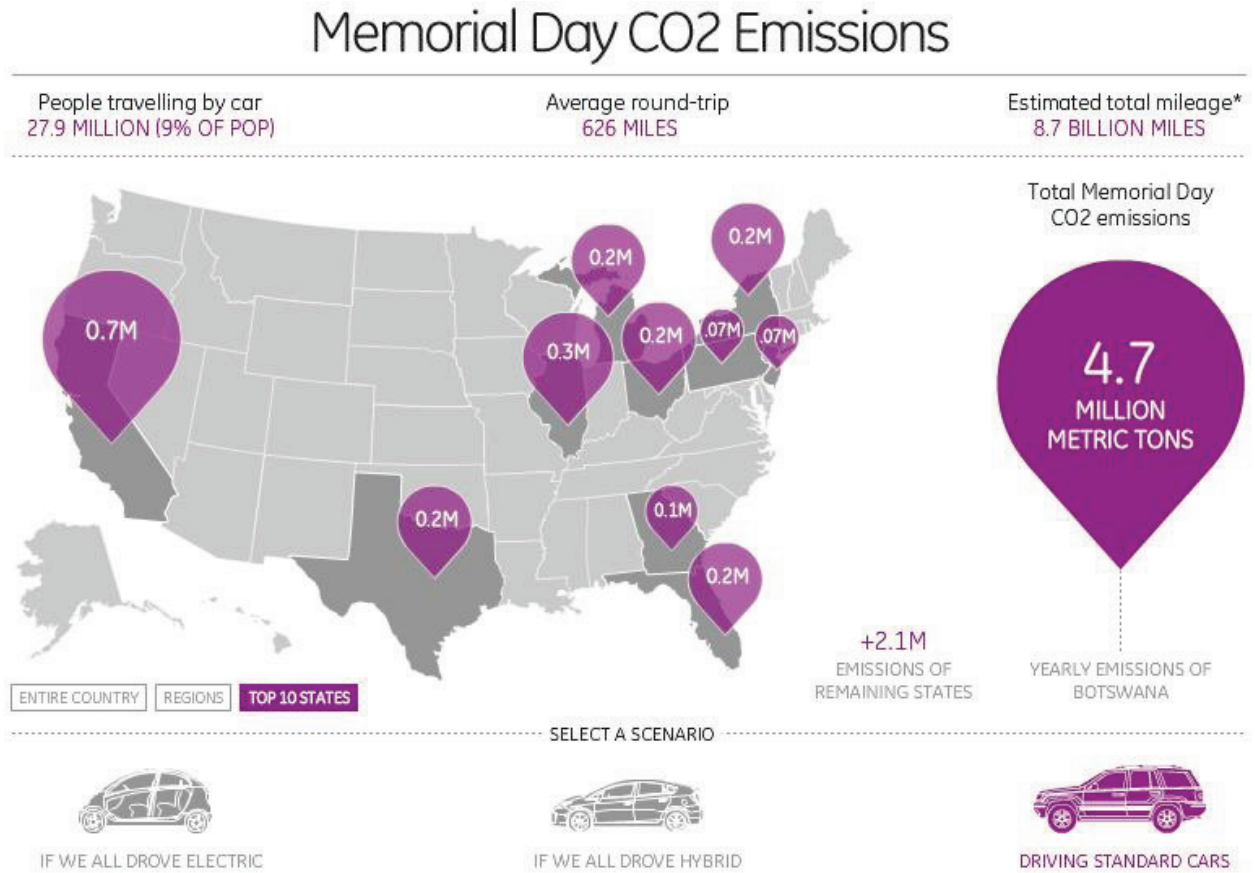 Memorial Day CO2 Emissions
People travelling by car
27.9 MILLION (9% OF POP)
Average round-trip
626 MILES
Estimated total mileage*
8.7 BILLION MILES
Total Memorial Day
CO2 emissions
4.7
MILLION
METRIC TONS
YEARLY EMISSIONS OF
BOTSWANA
0.7M
0.2M
0.2M
0.3M
0.2M
.07M
.07M
0.2M
0.1M
0.2M
+2.1M
EMISSIONS OF
REMAINING STATES
ENTIRE COUNTRY
REGIONS
TOP 10 STATES
SELECT A SCENARIO
IF WE ALL DROVE ELECTRIC
IF WE ALL DROVE HYBRID
DRIVING STANDARD CARS